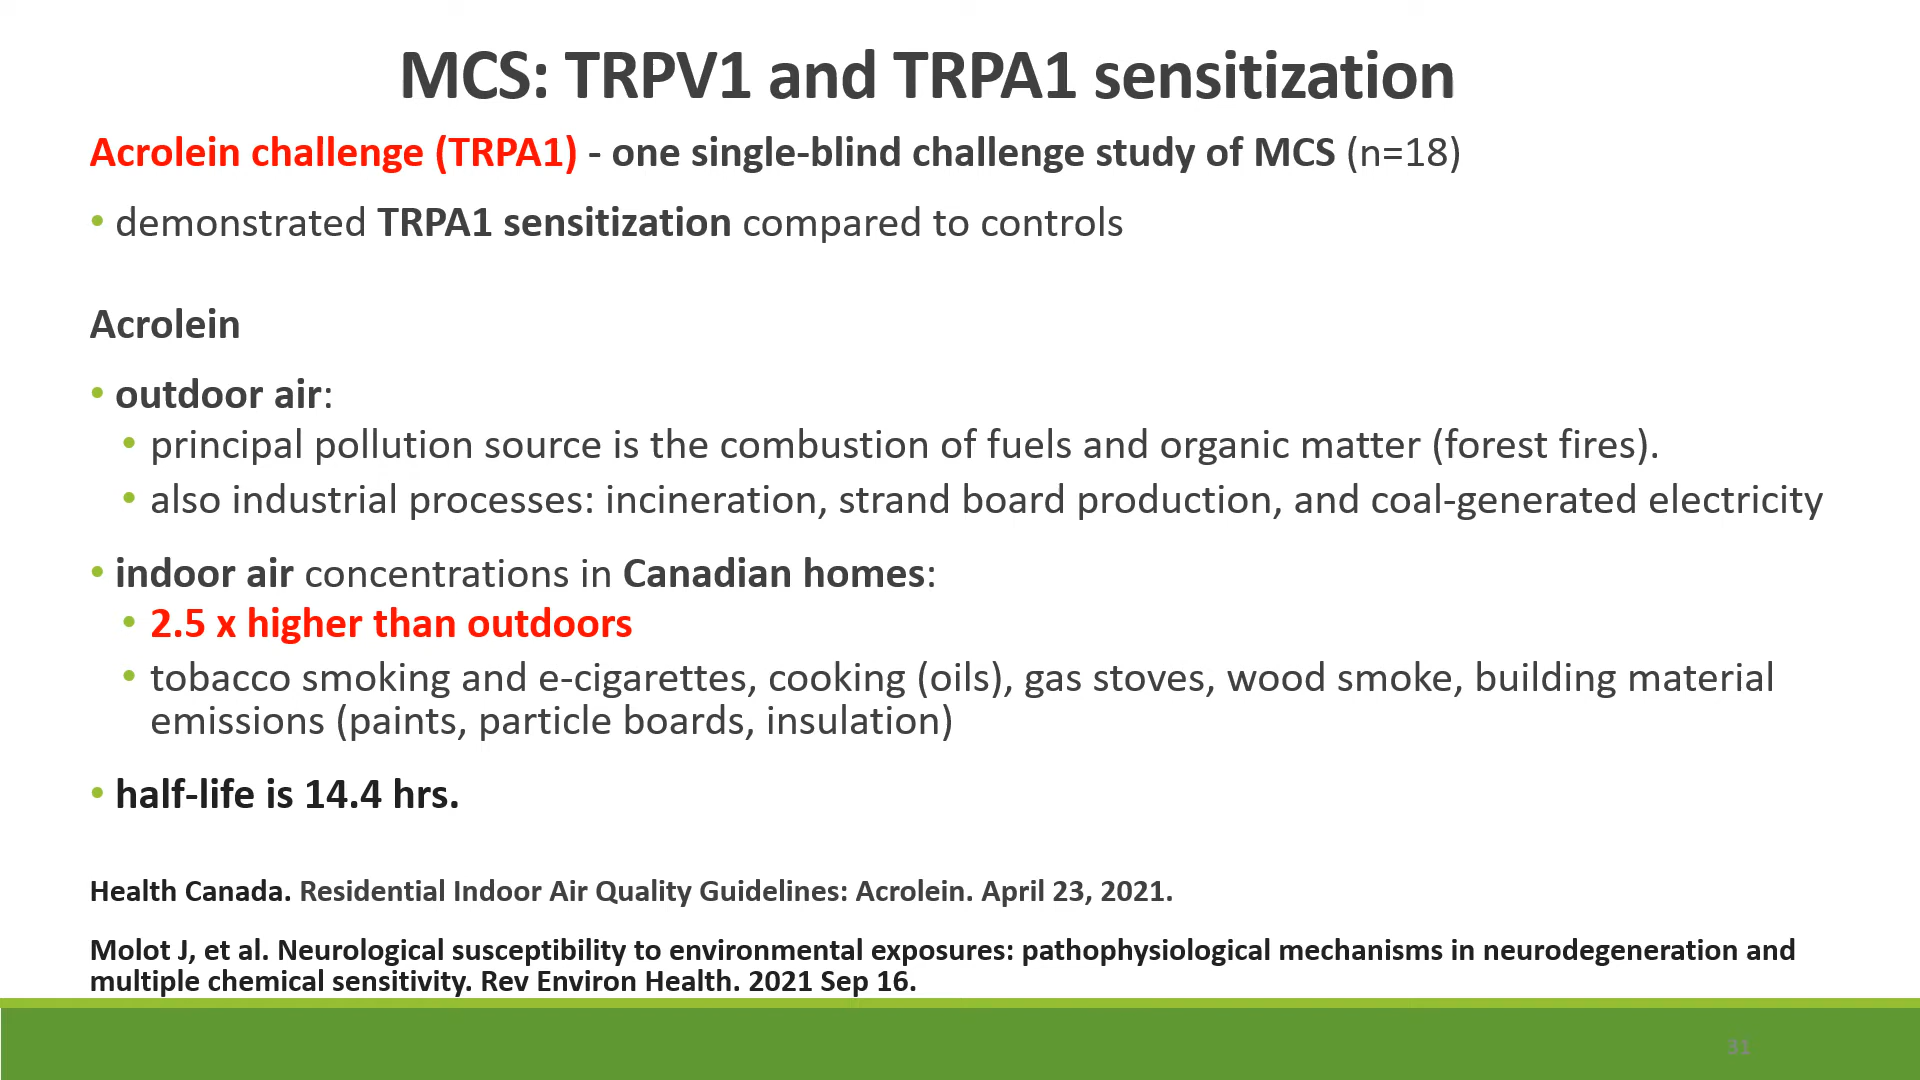 MCS: TRPV1 and TRPA1 sensitization
Acrolein challenge (TRPA1) - one single-blind challenge study of MCS (n=18)
• demonstrated TRPA1 sensitization compared to controls
Acrolein
• outdoor air:
• principal pollution source is the combustion of fuels and organic matter (forest fires).
• also industrial processes: incineration, strand board production, and coal-generated electricity
• indoor air concentrations in Canadian homes:
• 2.5 x higher than outdoors
• tobacco smoking and e-cigarettes, cooking (oils), gas stoves, wood smoke, building material
emissions (paints, particle boards, insulation)
• half-life is 14.4 hrs.
Health Canada. Residential Indoor Air Quality Guidelines: Acrolein. April 23, 2021.
Molot J, et al. Neurological susceptibility to environmental exposures: pathophysiological mechanisms in neurodegeneration and
multiple chemical sensitivity. Rev Environ Health. 2021 Sep 16.
31